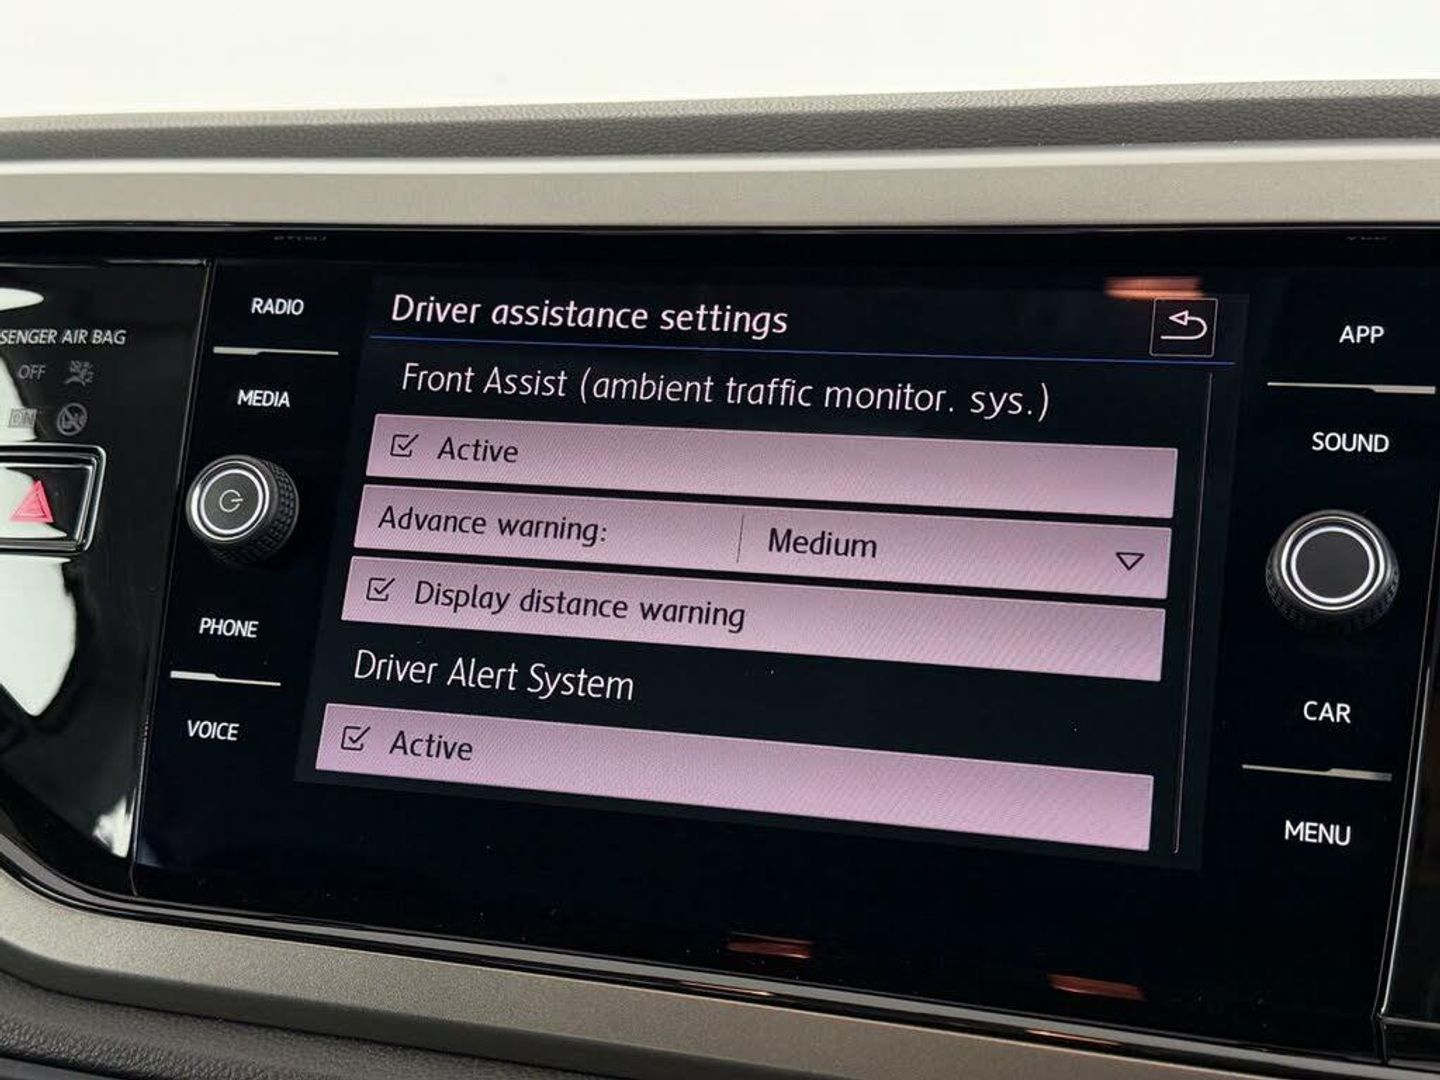 RADIO
MEDIA
PHONE
VOICE
SENGER AIR BAG
OFF
Driver assistance settings
Front Assist (ambient traffic monitor. sys.)
Active
Advance warning: Medium
Display distance warning
Driver Alert System
Active
APP
SOUND
CAR
MENU